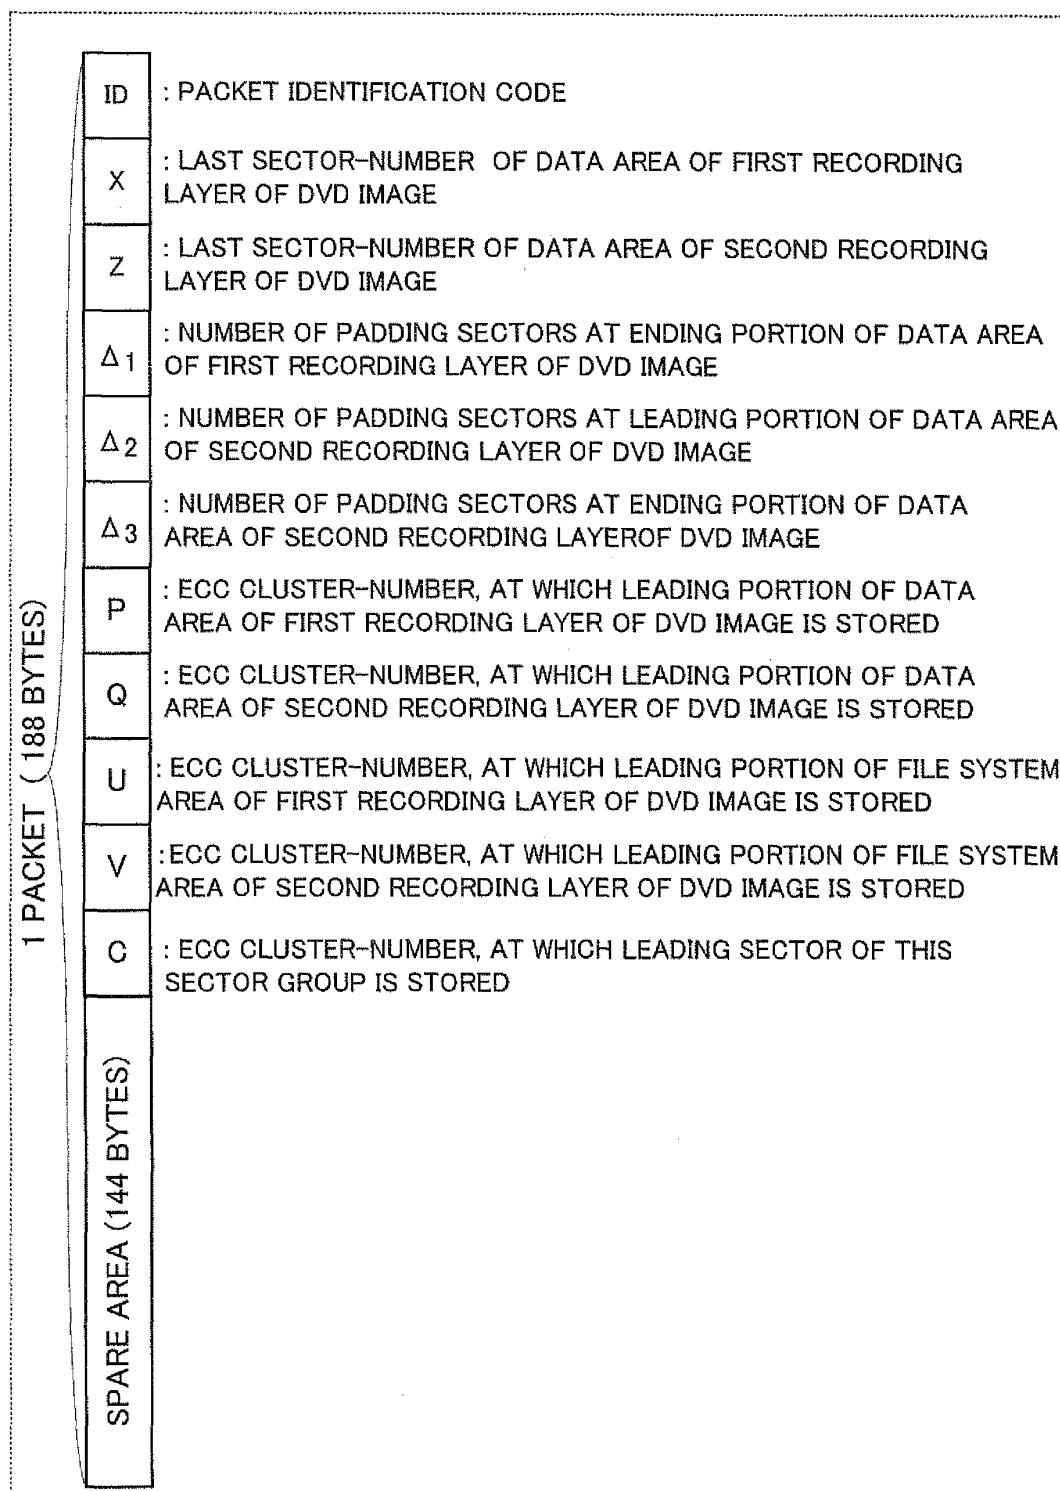 1 PACKET ( 188 BYTES)
ID : PACKET IDENTIFICATION CODE
X : LAST SECTOR-NUMBER OF DATA AREA OF FIRST RECORDING
LAYER OF DVD IMAGE
Z : LAST SECTOR-NUMBER OF DATA AREA OF SECOND RECORDING
LAYER OF DVD IMAGE
Δ1 : NUMBER OF PADDING SECTORS AT ENDING PORTION OF DATA AREA
OF FIRST RECORDING LAYER OF DVD IMAGE
Δ2 : NUMBER OF PADDING SECTORS AT LEADING PORTION OF DATA AREA
OF SECOND RECORDING LAYER OF DVD IMAGE
Δ3 : NUMBER OF PADDING SECTORS AT ENDING PORTION OF DATA
AREA OF SECOND RECORDING LAYEROF DVD IMAGE
P : ECC CLUSTER-NUMBER, AT WHICH LEADING PORTION OF DATA
AREA OF FIRST RECORDING LAYER OF DVD IMAGE IS STORED
Q : ECC CLUSTER-NUMBER, AT WHICH LEADING PORTION OF DATA
AREA OF SECOND RECORDING LAYER OF DVD IMAGE IS STORED
U : ECC CLUSTER-NUMBER, AT WHICH LEADING PORTION OF FILE SYSTEM
AREA OF FIRST RECORDING LAYER OF DVD IMAGE IS STORED
V :ECC CLUSTER-NUMBER, AT WHICH LEADING PORTION OF FILE SYSTEM
AREA OF SECOND RECORDING LAYER OF DVD IMAGE IS STORED
C : ECC CLUSTER-NUMBER, AT WHICH LEADING SECTOR OF THIS
SECTOR GROUP IS STORED
SPARE AREA (144 BYTES)